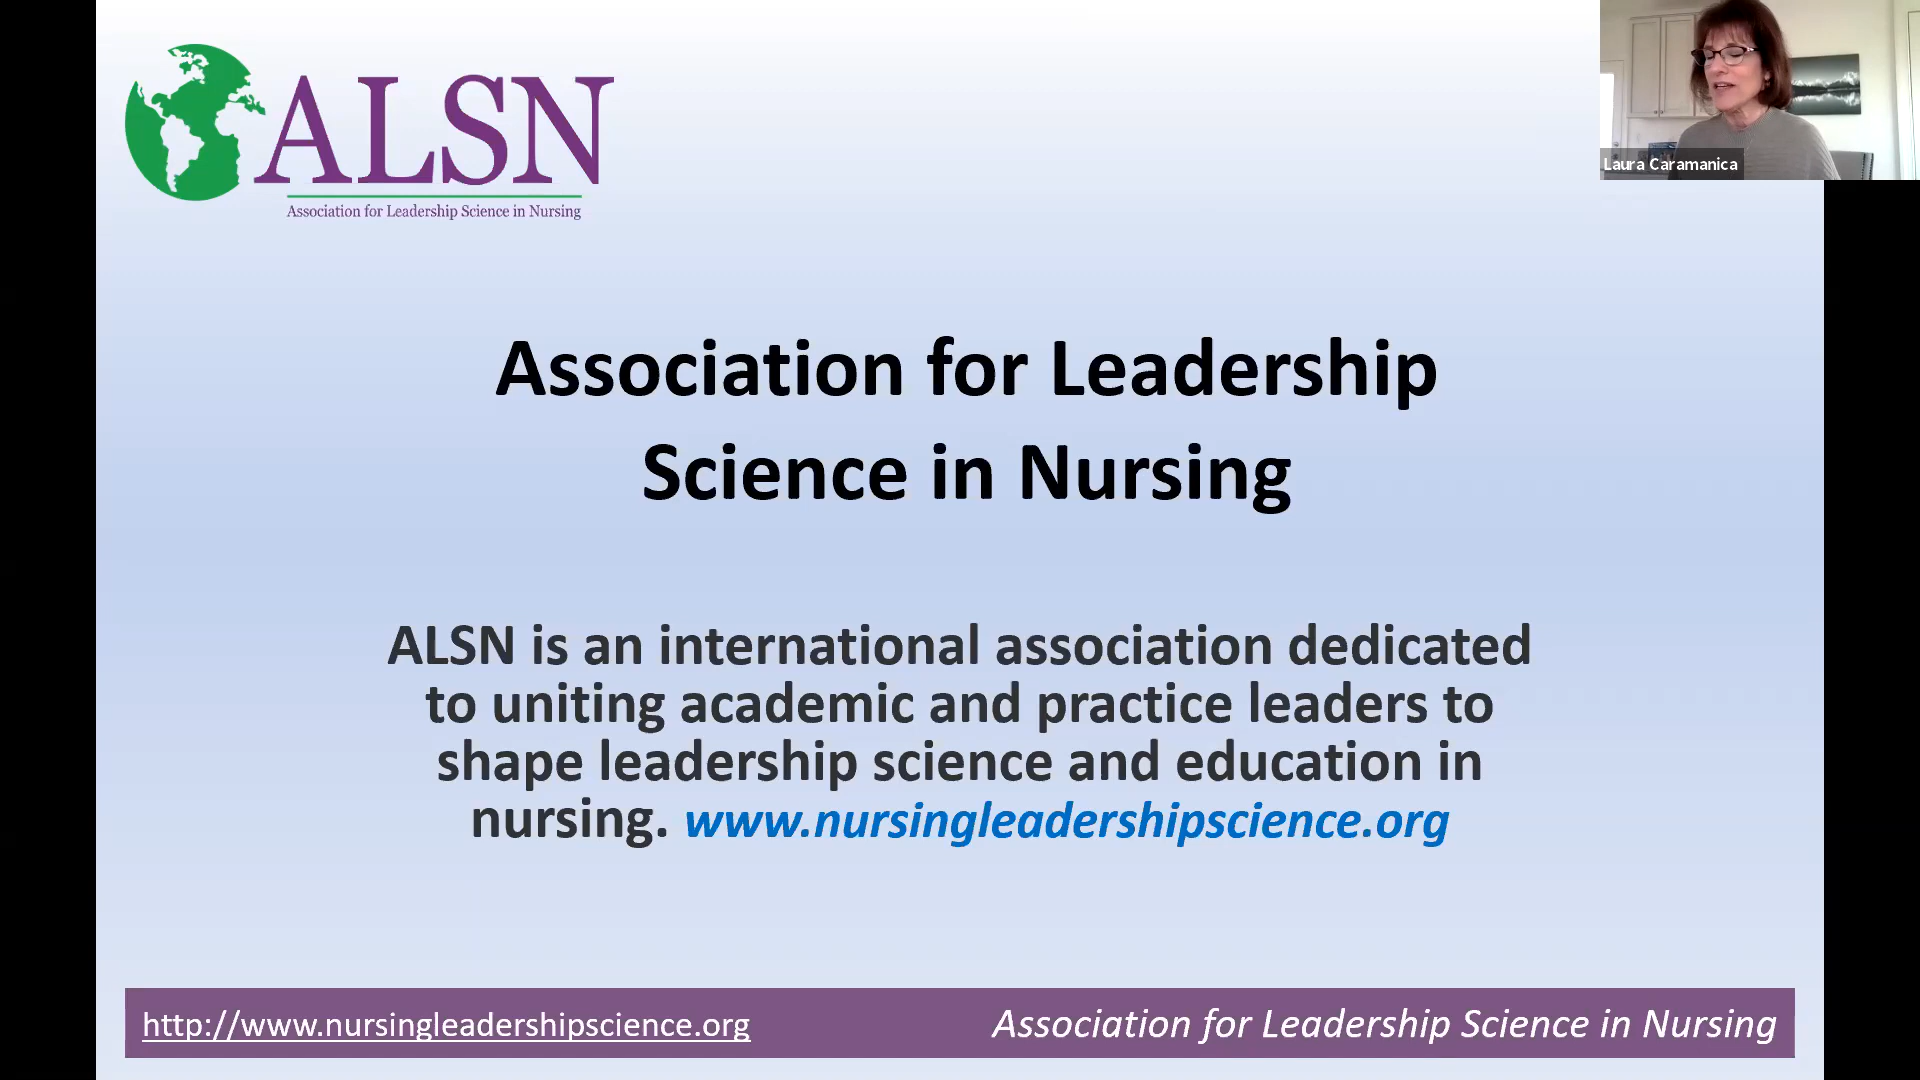 ALSN
Association for Leadership Science in Nursing
Laura Caramanica
Association for Leadership
Science in Nursing
ALSN is an international association dedicated
to uniting academic and practice leaders to
shape leadership science and education in
nursing. www.nursingleadershipscience.org
http://www.nursingleadershipscience.org
Association for Leadership Science in Nursing